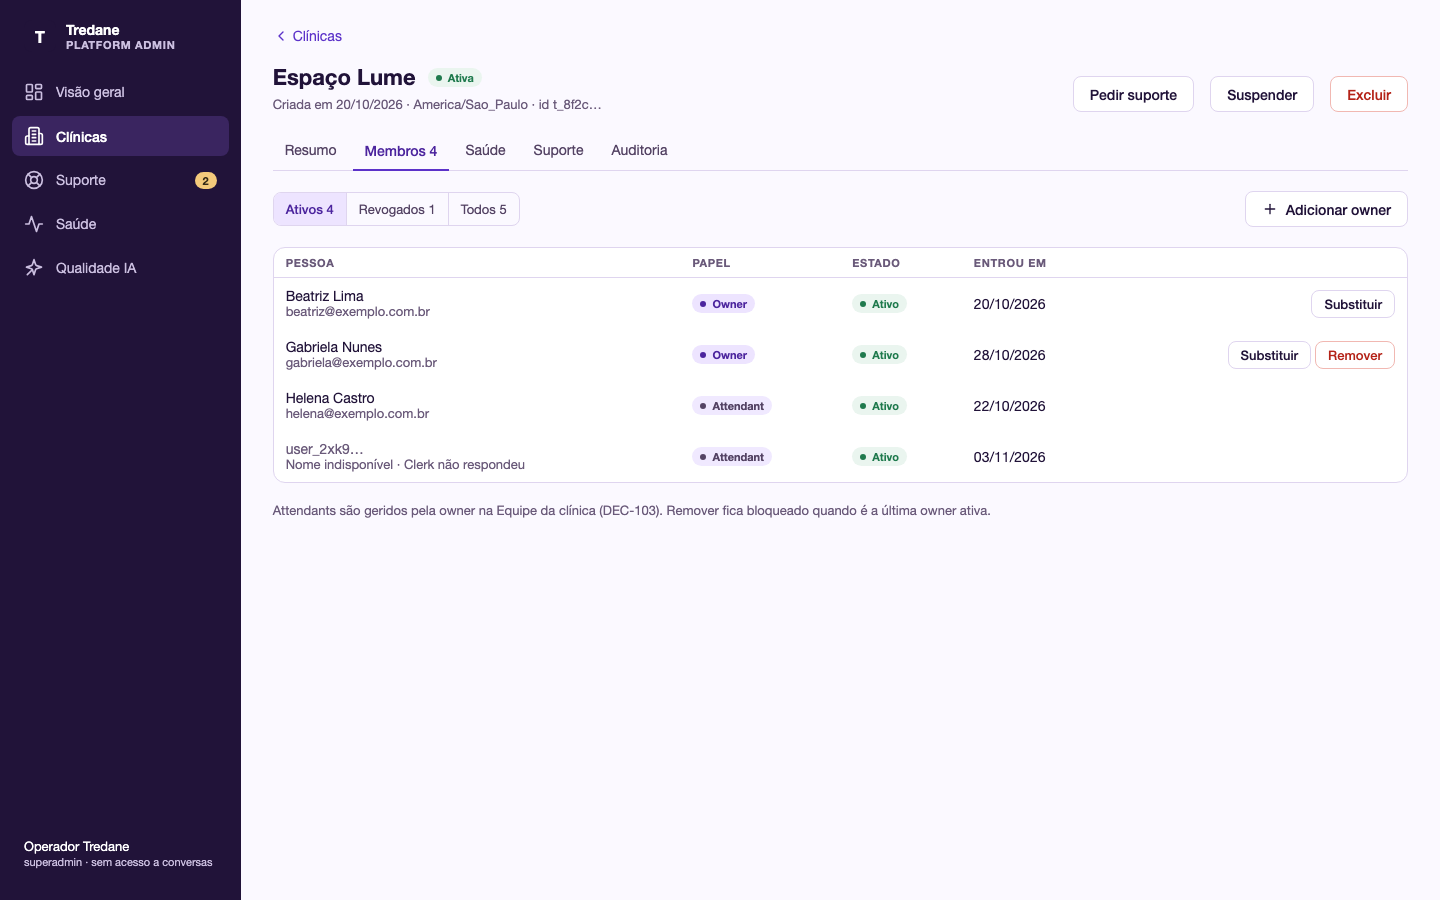 T
Tredane
PLATFORM ADMIN
Visão geral
Clínicas
Suporte
2
Saúde
Qualidade IA
Operador Tredane
superadmin · sem acesso a conversas
Clínicas
Espaço Lume
Ativa
Criada em 20/10/2026 · America/Sao_Paulo · id t_8f2c…
Pedir suporte
Suspender
Excluir
Resumo
Membros 4
Saúde
Suporte
Auditoria
Ativos 4
Revogados 1
Todos 5
Adicionar owner
PESSOA PAPEL ESTADO ENTROU EM
Beatriz Lima
beatriz@exemplo.com.br
Owner
Ativo
20/10/2026
Substituir
Gabriela Nunes
gabriela@exemplo.com.br
Owner
Ativo
28/10/2026
Substituir
Remover
Helena Castro
helena@exemplo.com.br
Attendant
Ativo
22/10/2026
user_2xk9…
Nome indisponível · Clerk não respondeu
Attendant
Ativo
03/11/2026
Attendants são geridos pela owner na Equipe da clínica (DEC-103). Remover fica bloqueado quando é a última owner ativa.